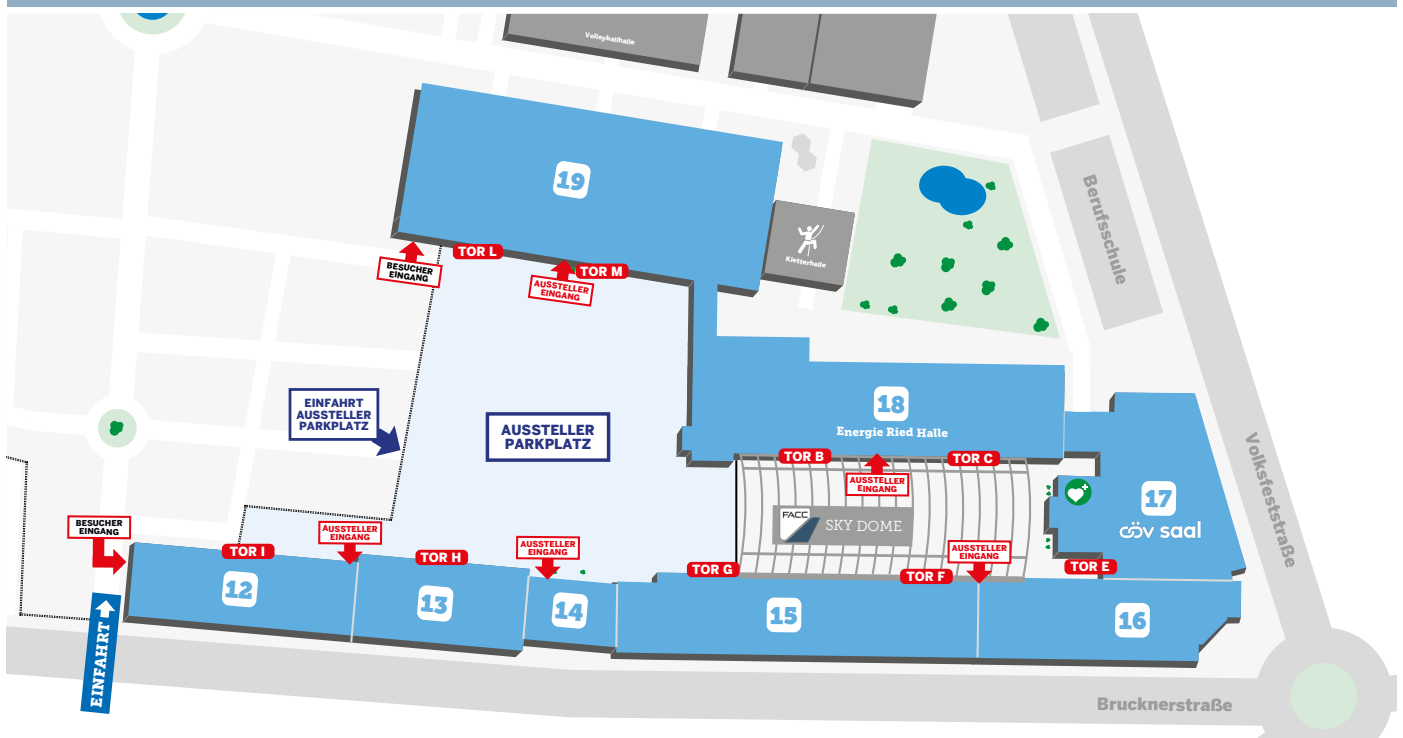 Volleyballhalle
19
Berufsschule
Kletterhalle
TOR L
BESUCHER
EINGANG
TOR M
AUSSTELLER
EINGANG
EINFAHRT
AUSSTELLER
PARKPLATZ
AUSSTELLER
PARKPLATZ
18
Energie Ried Halle
TOR B
TOR C
AUSSTELLER
EINGANG
Volksfeststraße
17
cöv saal
FACC
SKY DOME
BESUCHER
EINGANG
AUSSTELLER
EINGANG
AUSSTELLER
EINGANG
AUSSTELLER
EINGANG
TOR I
TOR H
TOR G
TOR F
TOR E
12
13
14
15
16
EINFAHRT
Brucknerstraße